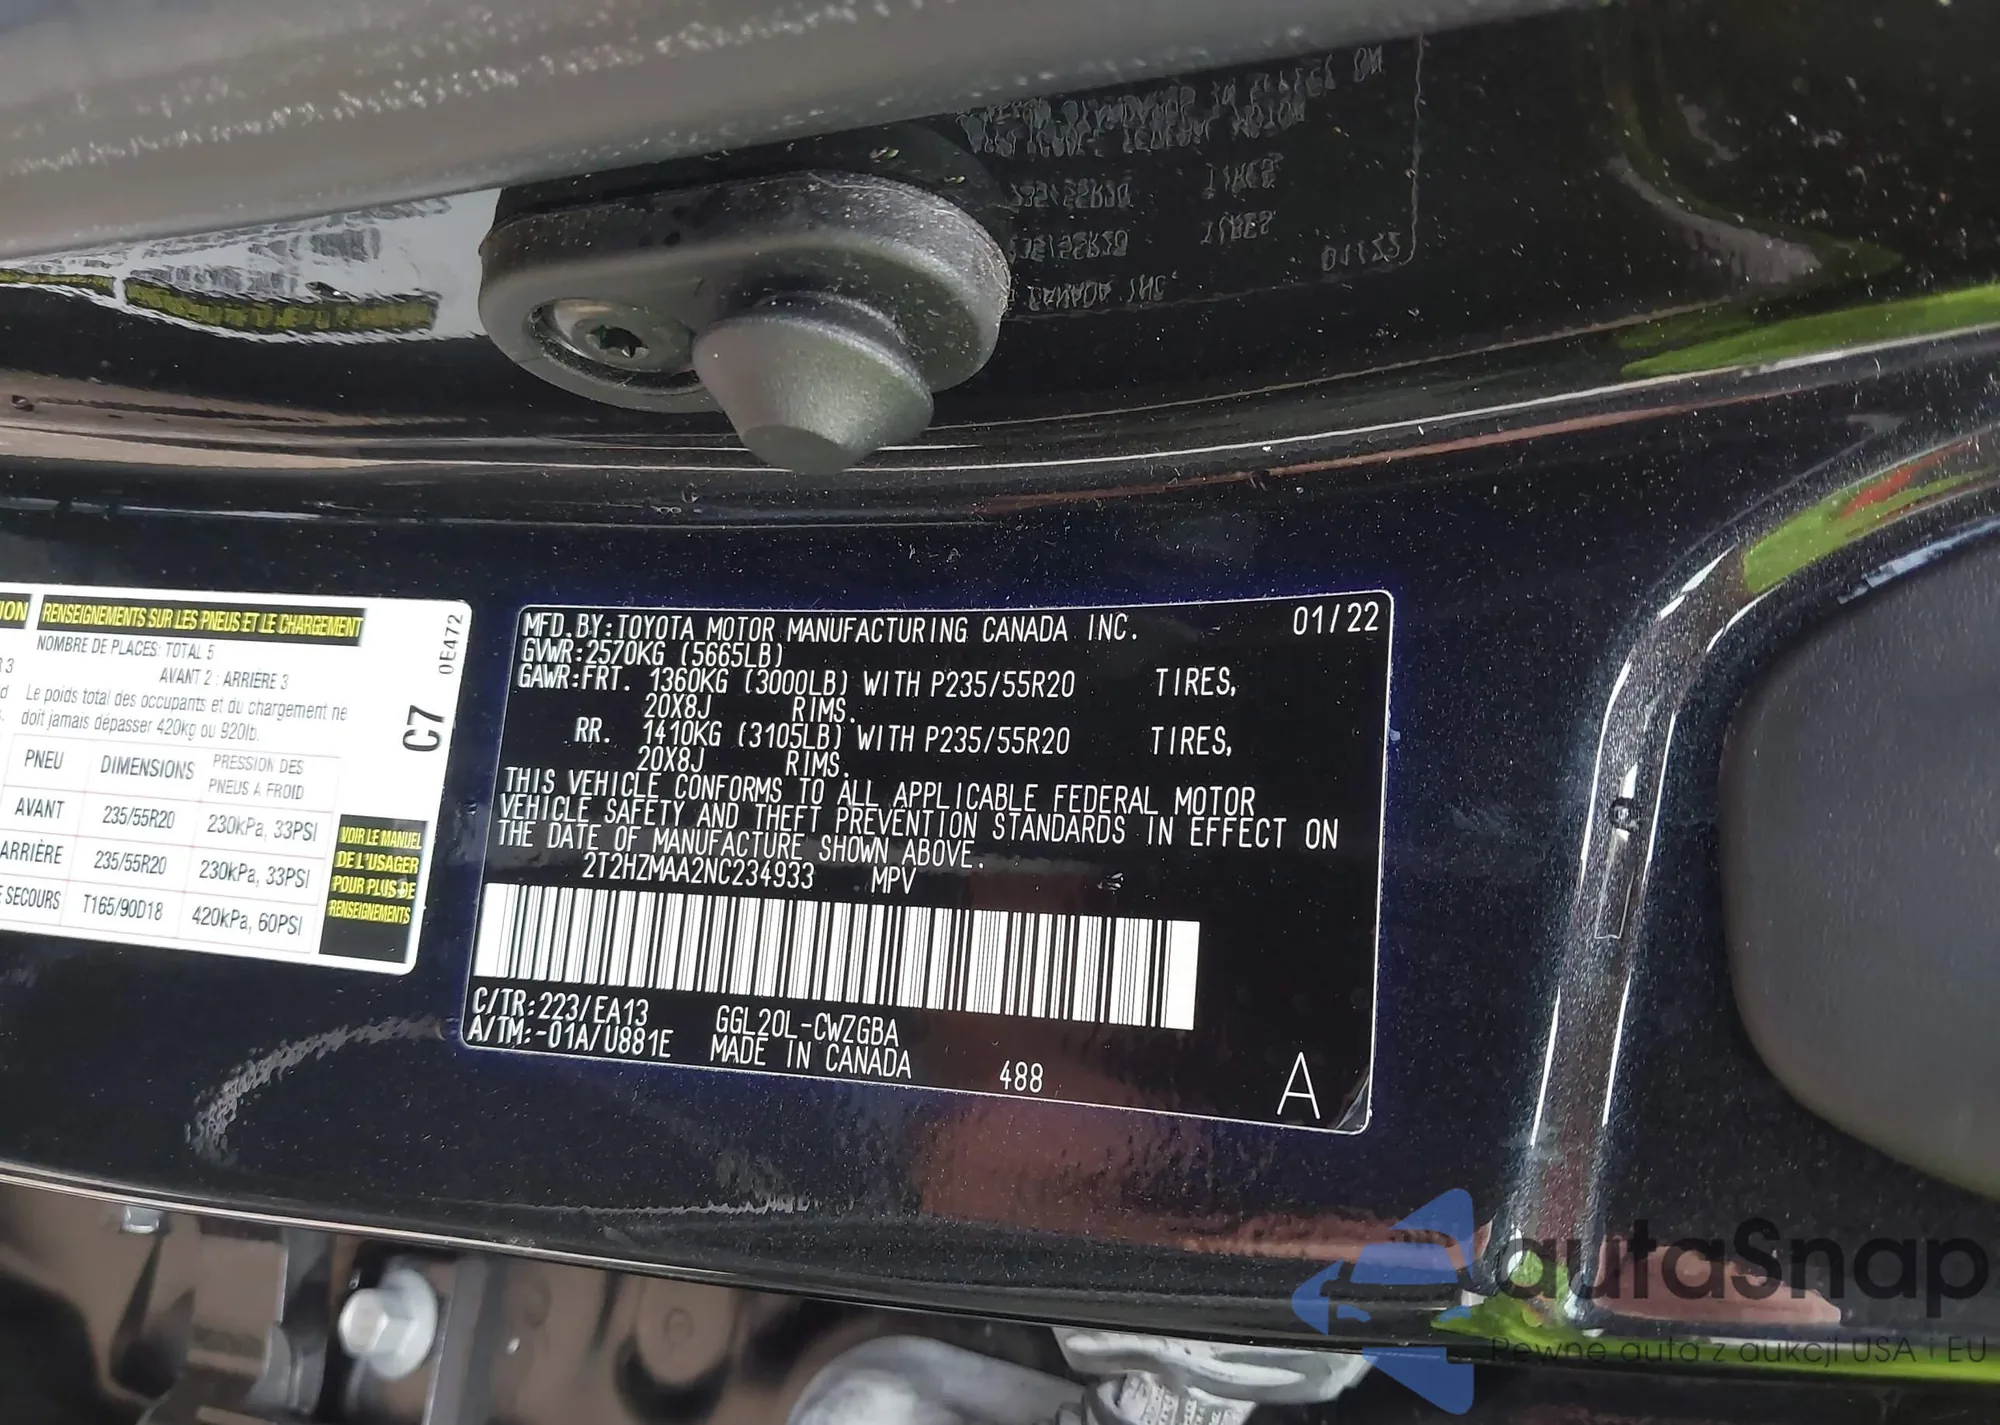 ION RENSEIGNEMENTS SUR LES PNEUS ET LE CHARGEMENT
NOMBRE DE PLACES: TOTAL 5
AVANT 2 : ARRIÈRE 3
Le poids total des occupants et du chargement ne
doit jamais dépasser 420kg ou 920lb.
PNEU DIMENSIONS PRESSION DES
PNEUS A FROID
AVANT 235/55R20 230kPa, 33PSI
ARRIÈRE 235/55R20 230kPa, 33PSI
SECOURS T165/90D18 420kPa, 60PSI
VOIR LE MANUEL
DE L'USAGER
POUR PLUS DE
RENSEIGNEMENTS
C7
0E472
MFD.BY:TOYOTA MOTOR MANUFACTURING CANADA INC. 01/22
GVWR:2570KG (5665LB)
GAWR:FRT. 1360KG (3000LB) WITH P235/55R20 TIRES,
20X8J RIMS.
RR. 1410KG (3105LB) WITH P235/55R20 TIRES,
20X8J RIMS.
THIS VEHICLE CONFORMS TO ALL APPLICABLE FEDERAL MOTOR
VEHICLE SAFETY AND THEFT PREVENTION STANDARDS IN EFFECT ON
THE DATE OF MANUFACTURE SHOWN ABOVE.
2T2HZMAA2NC234933 MPV
C/TR:223/EA13 GGL20L-CWZGBA
A/TM:-01A/U881E MADE IN CANADA 488
A
autaSnap
Pewne auta z aukcji USA i EU